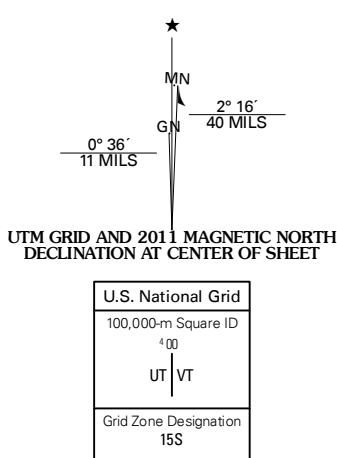 ★
MN
2° 16´
40 MILS
GN
0° 36´
11 MILS
UTM GRID AND 2011 MAGNETIC NORTH
DECLINATION AT CENTER OF SHEET
U.S. National Grid
100,000-m Square ID
⁴00
UT VT
Grid Zone Designation
15S